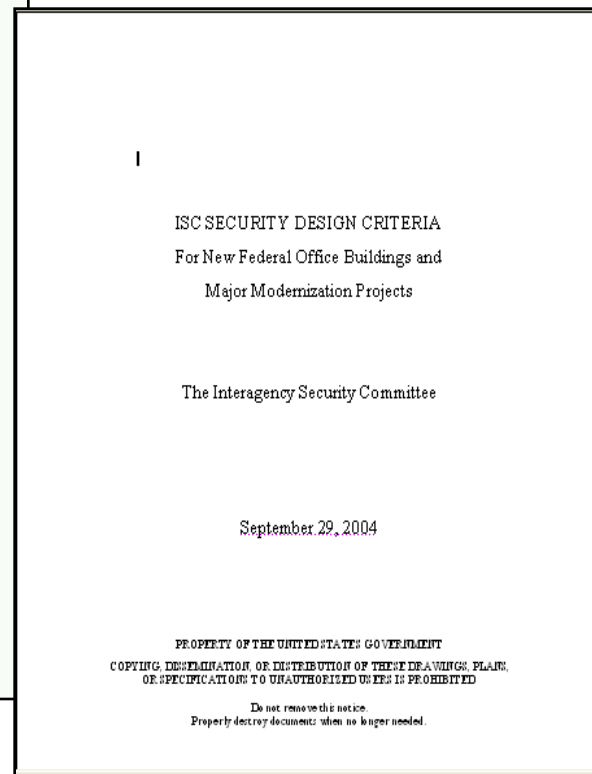 ISC SECURITY DESIGN CRITERIA
For New Federal Office Buildings and
Major Modernization Projects
The Interagency Security Committee
September 29, 2004
PROPERTY OF THE UNITED STATES GOVERNMENT
COPYING, DISSEMINATION, OR DISTRIBUTION OF THESE DRAWINGS, PLANS,
OR SPECIFICATIONS TO UNAUTHORIZED USERS IS PROHIBITED
Do not remove this notice.
Properly destroy documents when no longer needed.